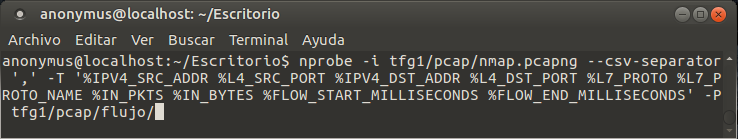 anonymus@localhost: ~/Escritorio
Archivo Editar Ver Buscar Terminal Ayuda
anonymus@localhost:~/Escritorio$ nprobe -i tfg1/pcap/nmap.pcapng --csv-separator
',' -T '%IPV4_SRC_ADDR %L4_SRC_PORT %IPV4_DST_ADDR %L4_DST_PORT %L7_PROTO %L7_P
ROTO_NAME %IN_PKTS %IN_BYTES %FLOW_START_MILLISECONDS %FLOW_END_MILLISECONDS' -P
tfg1/pcap/flujo/